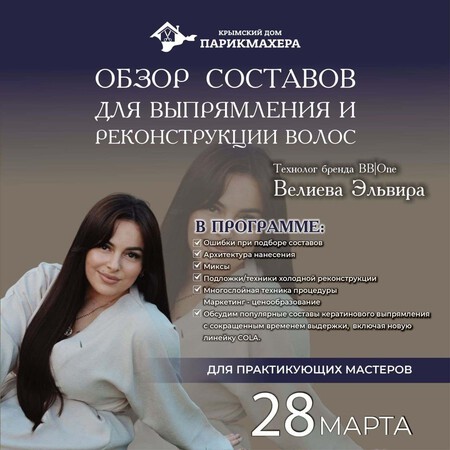 КРЫМСКИЙ ДОМ
ПАРИКМАХЕРА
ОБЗОР СОСТАВОВ
ДЛЯ ВЫПРЯМЛЕНИЯ И
РЕКОНСТРУКЦИИ ВОЛОС
Технолог бренда BB|One
Велиева Эльвира
В ПРОГРАММЕ:
Ошибки при подборе составов
Архитектура нанесения
Миксы
Подложки/техники холодной реконструкции
Многослойная техника процедуры
Маркетинг - ценообразование
Обсудим популярные составы кератинового выпрямления
с сокращенным временем выдержки, включая новую
линейку COLA.
ДЛЯ ПРАКТИКУЮЩИХ МАСТЕРОВ
28 МАРТА